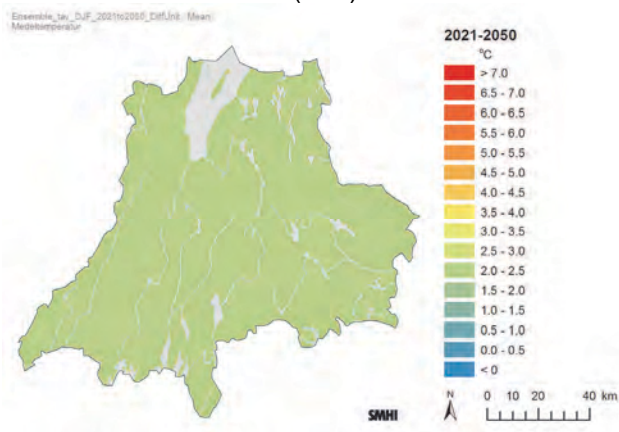 Ensemble_tav_DJF_2021to2050_DiffUnit : Mean
Medeltemperatur
2021-2050
°C
> 7.0
6.5 - 7.0
6.0 - 6.5
5.5 - 6.0
5.0 - 5.5
4.5 - 5.0
4.0 - 4.5
3.5 - 4.0
3.0 - 3.5
2.5 - 3.0
2.0 - 2.5
1.5 - 2.0
1.0 - 1.5
0.5 - 1.0
0.0 - 0.5
< 0
SMHI
N
0 10 20 40 km